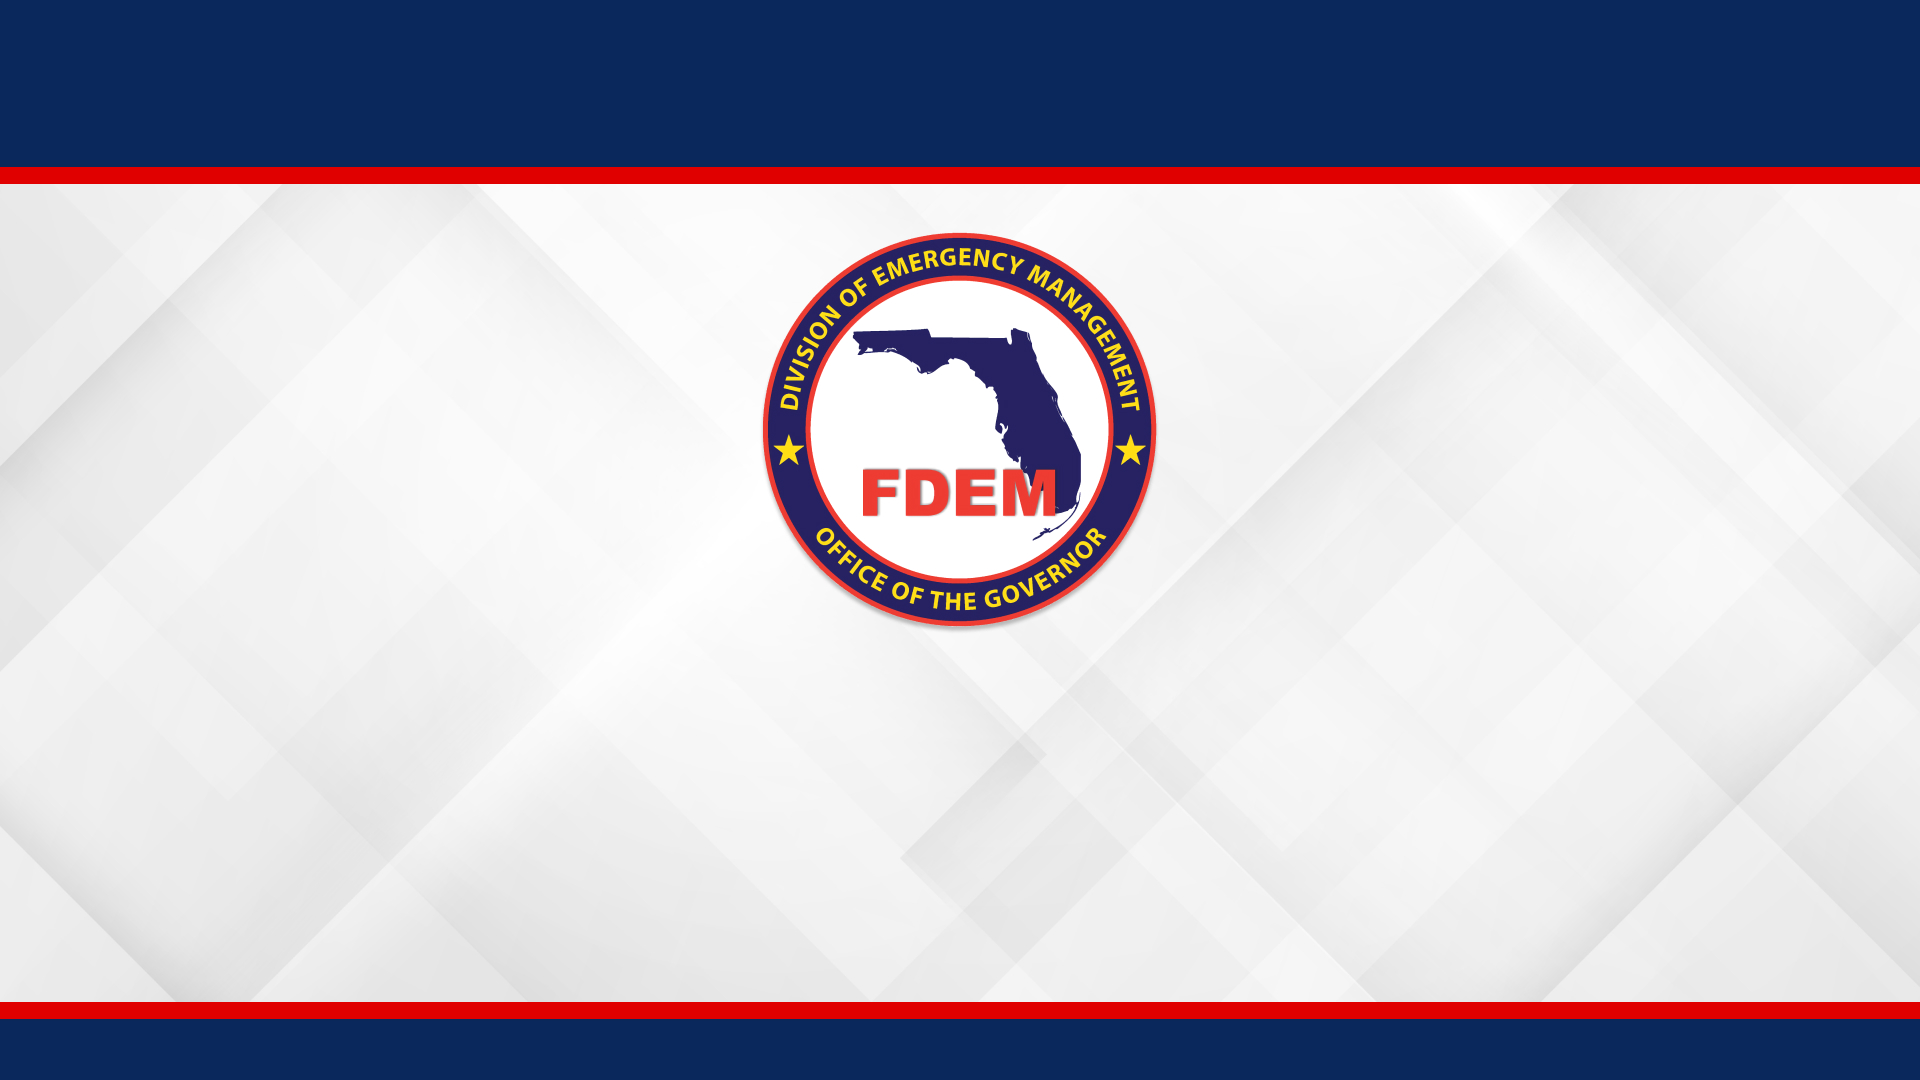 DIVISION OF EMERGENCY MANAGEMENT
FDEM
OFFICE OF THE GOVERNOR